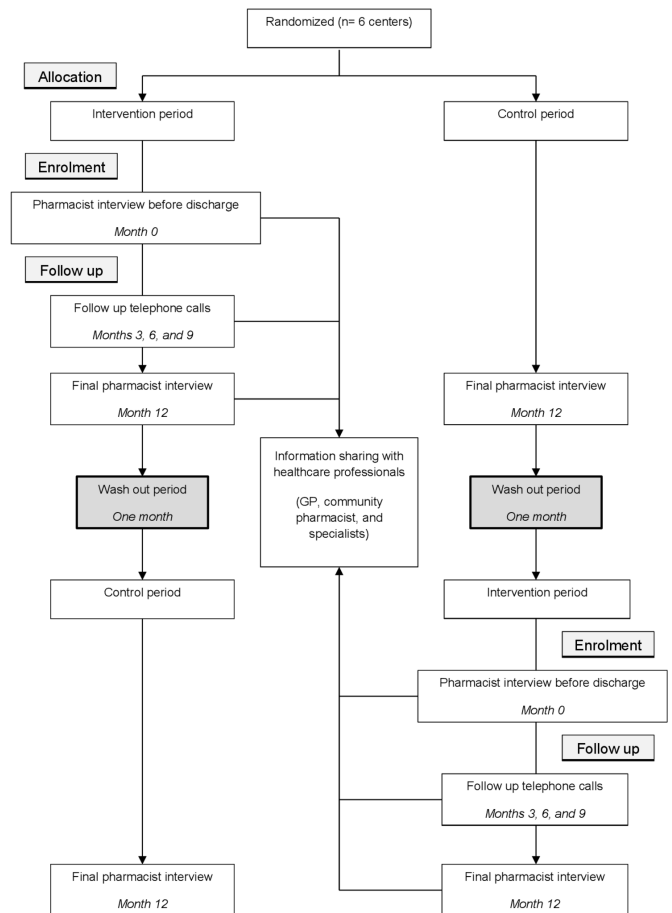 Randomized (n= 6 centers)
Allocation
Intervention period
Control period
Enrolment
Pharmacist interview before discharge
Month 0
Follow up
Follow up telephone calls
Months 3, 6, and 9
Final pharmacist interview
Month 12
Final pharmacist interview
Month 12
Information sharing with
healthcare professionals
(GP, community
pharmacist, and
specialists)
Wash out period
One month
Wash out period
One month
Control period
Intervention period
Enrolment
Pharmacist interview before discharge
Month 0
Follow up
Follow up telephone calls
Months 3, 6, and 9
Final pharmacist interview
Month 12
Final pharmacist interview
Month 12